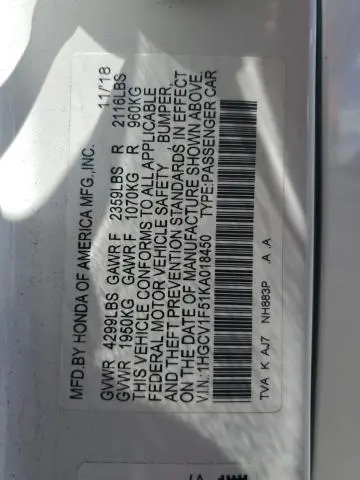 MFD.BY HONDA OF AMERICA MFG.,INC. 11/18
GVWR 4299LBS GAWR F 2359LBS R 2116LBS
GVWR 1950KG GAWR F 1070KG R 960KG
THIS VEHICLE CONFORMS TO ALL APPLICABLE
FEDERAL MOTOR VEHICLE SAFETY , BUMPER,
AND THEFT PREVENTION STANDARDS IN EFFECT
ON THE DATE OF MANUFACTURE SHOWN ABOVE.
V.I.N.:1HGCV1F51KA018450 TYPE:PASSENGER CAR
TVA K AJ7 NH883P .A .A